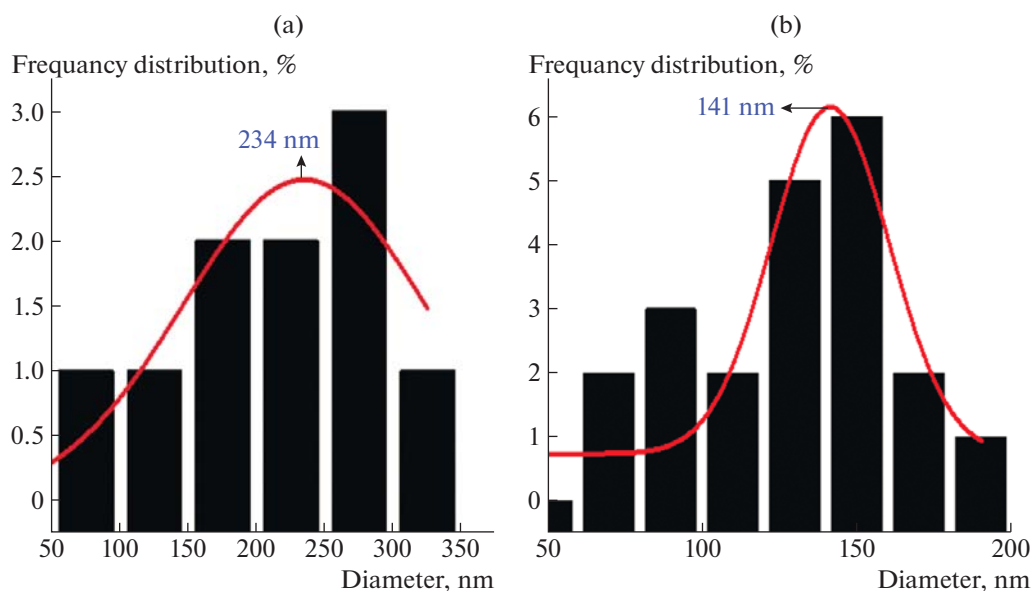 (a)
Frequancy distribution, %
3.0
2.5
2.0
1.5
1.0
0.5
0
234 nm
50 100 150 200 250 300 350
Diameter, nm
(b)
Frequancy distribution, %
6
5
4
3
2
1
0
141 nm
50 100 150 200
Diameter, nm